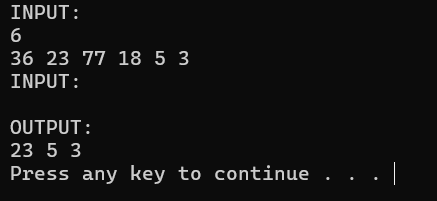 INPUT:
6
36 23 77 18 5 3
INPUT:
OUTPUT:
23 5 3
Press any key to continue . . .